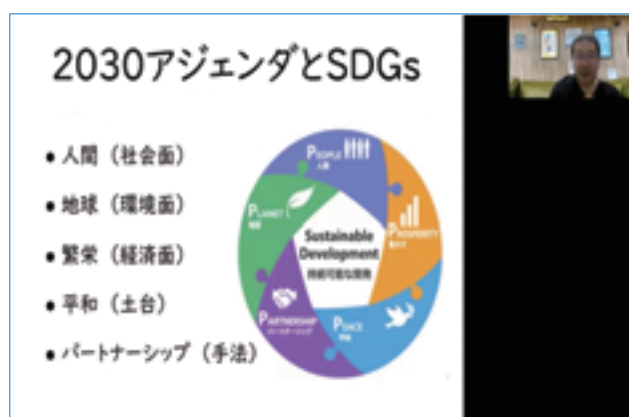 2030アジェンダとSDGs
• 人間（社会面）
• 地球（環境面）
• 繁栄（経済面）
• 平和（土台）
• パートナーシップ（手法）
PEOPLE
人間
PLANET
PROSPERITY
Sustainable
Development
持続可能な開発
PARTNERSHIP
パートナーシップ
PEACE
平和